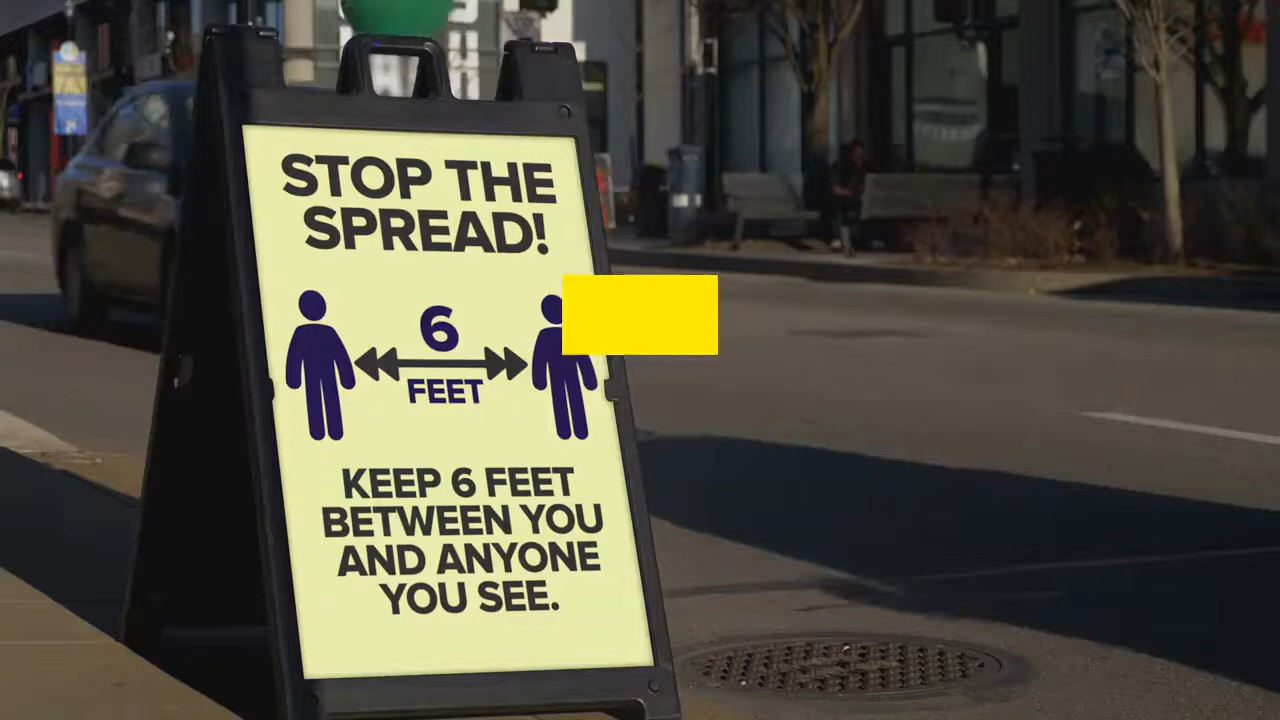 STOP THE
SPREAD!
6
FEET
KEEP 6 FEET
BETWEEN YOU
AND ANYONE
YOU SEE.